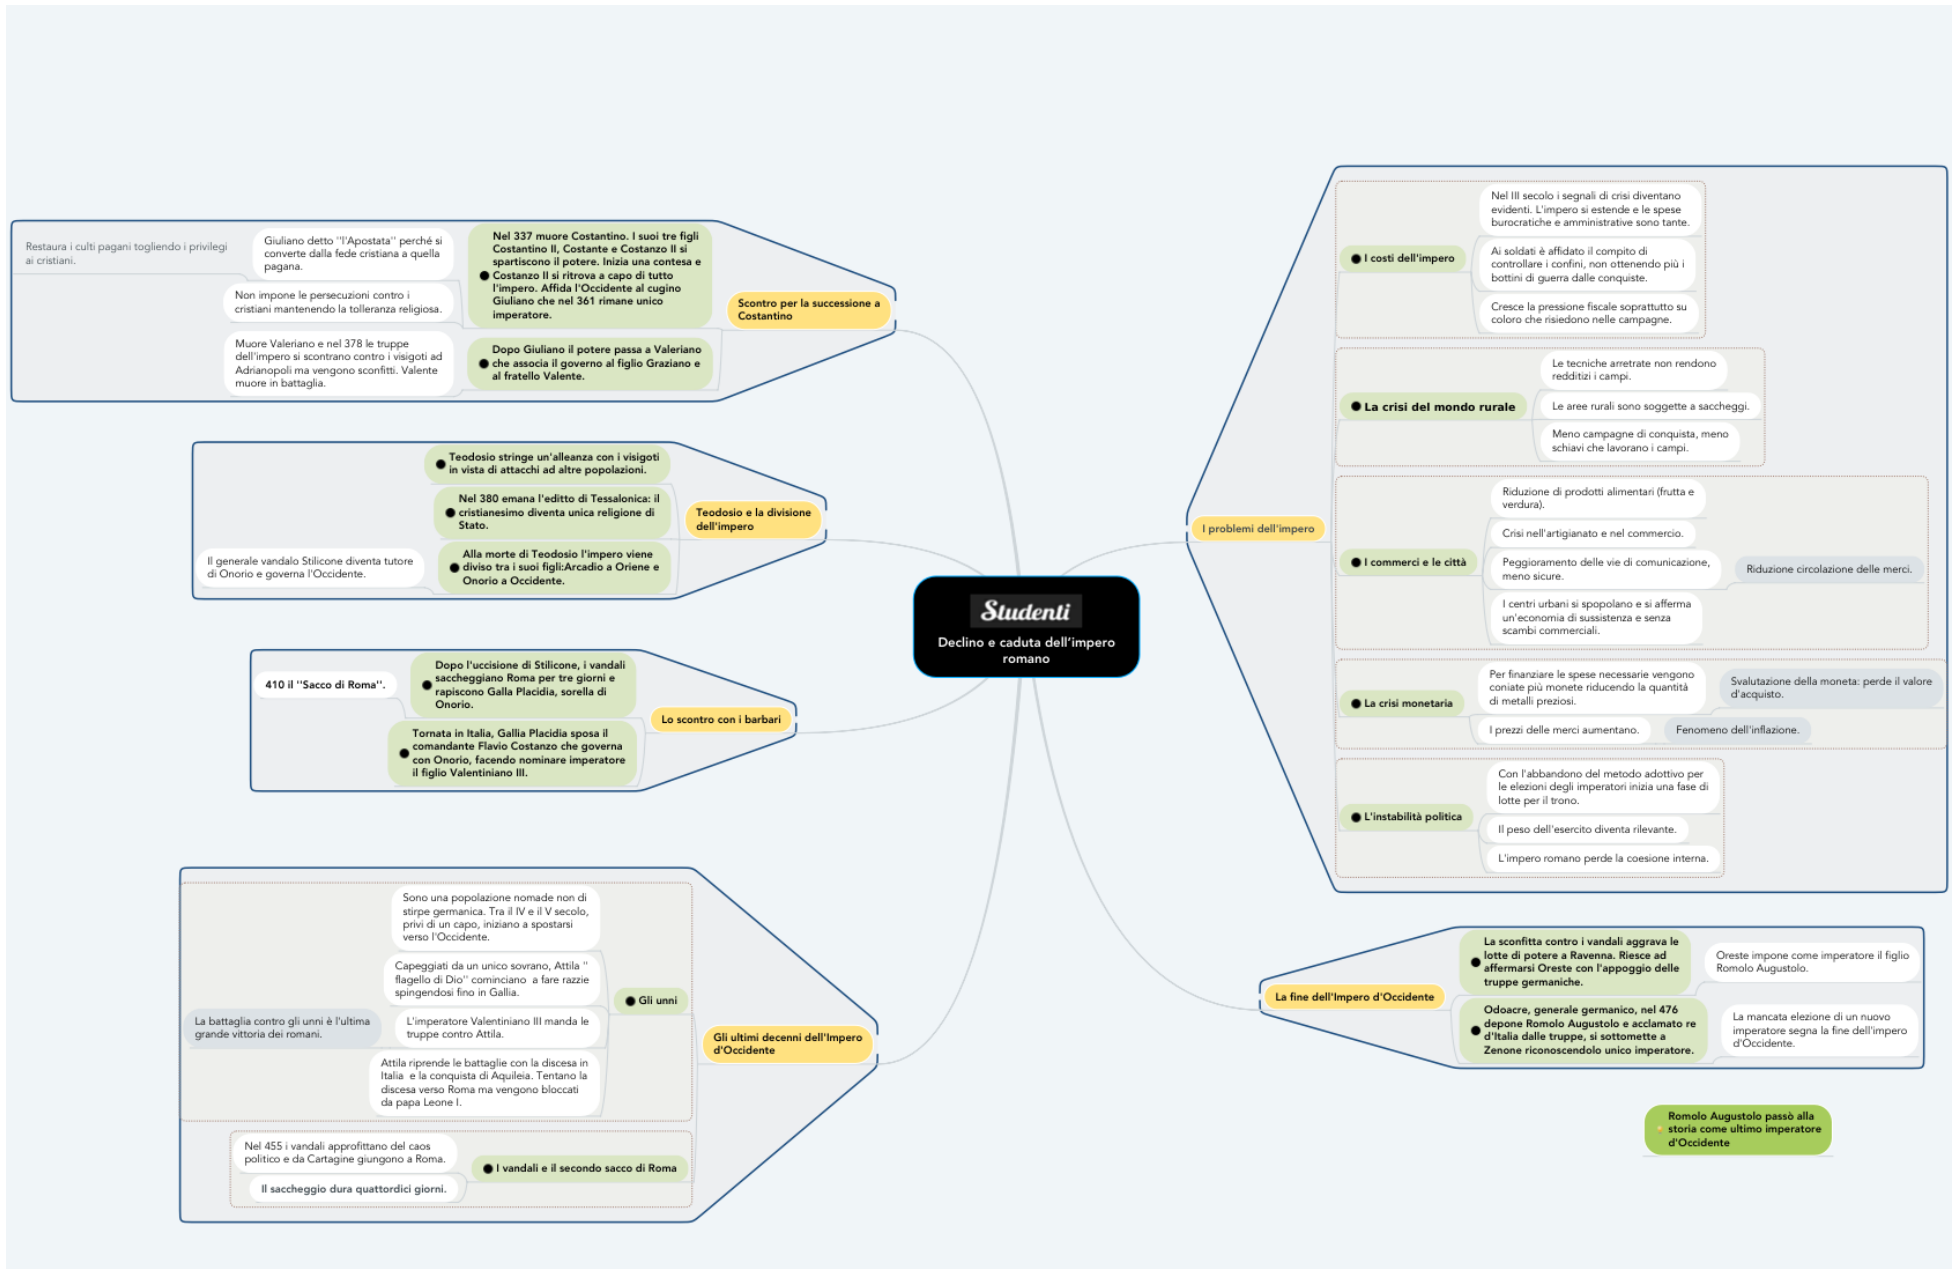 Studenti
Declino e caduta dell'impero
romano
I problemi dell'impero
I costi dell'impero
Nel III secolo i segnali di crisi diventano
evidenti. L'impero si estende e le spese
burocratiche e amministrative sono tante.
Ai soldati è affidato il compito di
controllare i confini, non ottenendo più i
bottini di guerra dalle conquiste.
Cresce la pressione fiscale soprattutto su
coloro che risiedono nelle campagne.
La crisi del mondo rurale
Le tecniche arretrate non rendono
redditizi i campi.
Le aree rurali sono soggette a saccheggi.
Meno campagne di conquista, meno
schiavi che lavorano i campi.
I commerci e le città
Riduzione di prodotti alimentari (frutta e
verdura).
Crisi nell'artigianato e nel commercio.
Peggioramento delle vie di comunicazione,
meno sicure.
Riduzione circolazione delle merci.
I centri urbani si spopolano e si afferma
un'economia di sussistenza e senza
scambi commerciali.
La crisi monetaria
Per finanziare le spese necessarie vengono
coniate più monete riducendo la quantità
di metalli preziosi.
Svalutazione della moneta: perde il valore
d'acquisto.
I prezzi delle merci aumentano.
Fenomeno dell'inflazione.
L'instabilità politica
Con l'abbandono del metodo adottivo per
le elezioni degli imperatori inizia una fase di
lotte per il trono.
Il peso dell'esercito diventa rilevante.
L'impero romano perde la coesione interna.
Scontro per la successione a
Costantino
Nel 337 muore Costantino. I suoi tre figli
Costantino II, Costante e Costanzo II si
spartiscono il potere. Inizia una contesa e
Costanzo II si ritrova a capo di tutto
l'impero. Affida l'Occidente al cugino
Giuliano che nel 361 rimane unico
imperatore.
Giuliano detto ''l'Apostata'' perché si
converte dalla fede cristiana a quella
pagana.
Restaura i culti pagani togliendo i privilegi
ai cristiani.
Non impone le persecuzioni contro i
cristiani mantenendo la tolleranza religiosa.
Dopo Giuliano il potere passa a Valeriano
che associa il governo al figlio Graziano e
al fratello Valente.
Muore Valeriano e nel 378 le truppe
dell'impero si scontrano contro i visigoti ad
Adrianopoli ma vengono sconfitti. Valente
muore in battaglia.
Teodosio e la divisione
dell'impero
Teodosio stringe un'alleanza con i visigoti
in vista di attacchi ad altre popolazioni.
Nel 380 emana l'editto di Tessalonica: il
cristianesimo diventa unica religione di
Stato.
Alla morte di Teodosio l'impero viene
diviso tra i suoi figli:Arcadio a Oriene e
Onorio a Occidente.
Il generale vandalo Stilicone diventa tutore
di Onorio e governa l'Occidente.
Lo scontro con i barbari
Dopo l'uccisione di Stilicone, i vandali
saccheggiano Roma per tre giorni e
rapiscono Galla Placidia, sorella di
Onorio.
410 il ''Sacco di Roma''.
Tornata in Italia, Gallia Placidia sposa il
comandante Flavio Costanzo che governa
con Onorio, facendo nominare imperatore
il figlio Valentiniano III.
Gli ultimi decenni dell'Impero
d'Occidente
Gli unni
Sono una popolazione nomade non di
stirpe germanica. Tra il IV e il V secolo,
privi di un capo, iniziano a spostarsi
verso l'Occidente.
Capeggiati da un unico sovrano, Attila ''
flagello di Dio'' cominciano  a fare razzie
spingendosi fino in Gallia.
L'imperatore Valentiniano III manda le
truppe contro Attila.
La battaglia contro gli unni è l'ultima
grande vittoria dei romani.
Attila riprende le battaglie con la discesa in
Italia  e la conquista di Aquileia. Tentano la
discesa verso Roma ma vengono bloccati
da papa Leone I.
I vandali e il secondo sacco di Roma
Nel 455 i vandali approfittano del caos
politico e da Cartagine giungono a Roma.
Il saccheggio dura quattordici giorni.
La fine dell'Impero d'Occidente
La sconfitta contro i vandali aggrava le
lotte di potere a Ravenna. Riesce ad
affermarsi Oreste con l'appoggio delle
truppe germaniche.
Oreste impone come imperatore il figlio
Romolo Augustolo.
Odoacre, generale germanico, nel 476
depone Romolo Augustolo e acclamato re
d'Italia dalle truppe, si sottomette a
Zenone riconoscendolo unico imperatore.
La mancata elezione di un nuovo
imperatore segna la fine dell'impero
d'Occidente.
Romolo Augustolo passò alla
storia come ultimo imperatore
d'Occidente